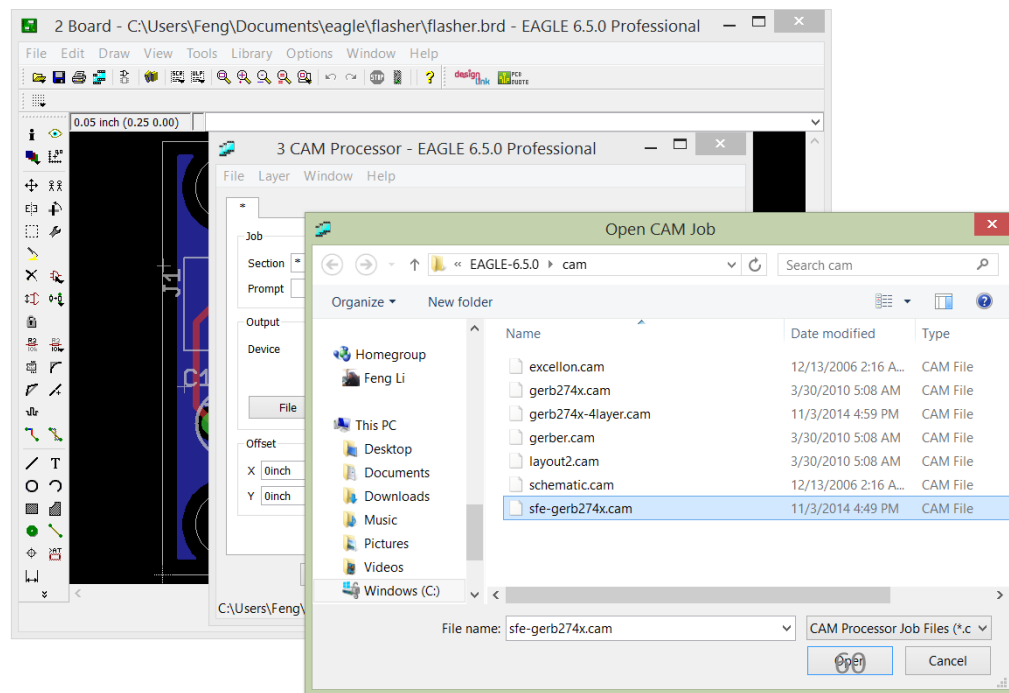 2 Board - C:\Users\Feng\Documents\eagle\flasher\flasher.brd - EAGLE 6.5.0 Professional
File Edit Draw View Tools Library Options Window Help
design link PCB QUOTE
0.05 inch (0.25 0.00)
3 CAM Processor - EAGLE 6.5.0 Professional
File Layer Window Help
*
Job
Section *
Prompt
Output
Device
File
Offset
X 0inch
Y 0inch
C:\Users\Feng\
J1
C1
Open CAM Job
« EAGLE-6.5.0 cam
Search cam
Organize New folder
Homegroup
Feng Li
This PC
Desktop
Documents
Downloads
Music
Pictures
Videos
Windows (C:)
Name Date modified Type
excellon.cam 12/13/2006 2:16 A... CAM File
gerb274x.cam 3/30/2010 5:08 AM CAM File
gerb274x-4layer.cam 11/3/2014 4:59 PM CAM File
gerber.cam 3/30/2010 5:08 AM CAM File
layout2.cam 3/30/2010 5:08 AM CAM File
schematic.cam 12/13/2006 2:16 A... CAM File
sfe-gerb274x.cam 11/3/2014 4:49 PM CAM File
File name: sfe-gerb274x.cam CAM Processor Job Files (*.c
Open Cancel
60